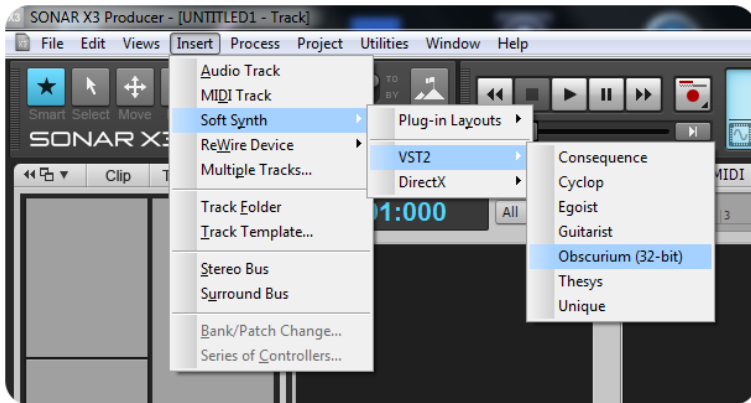 SONAR X3 Producer - [UNTITLED1 - Track]
File Edit Views Insert Process Project Utilities Window Help
Smart Select Move
TO
BY
SONAR X3
Clip
Audio Track
MIDI Track
Soft Synth
ReWire Device
Multiple Tracks...
Track Folder
Track Template...
Stereo Bus
Surround Bus
Bank/Patch Change...
Series of Controllers...
Plug-in Layouts
VST2
DirectX
Consequence
Cyclop
Egoist
Guitarist
Obscurium (32-bit)
Thesys
Unique
01:000
All
MIDI
3